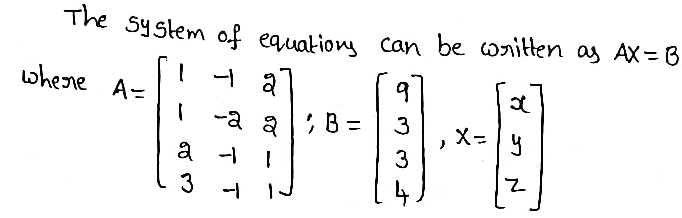 The system of equations can be written as AX = B
where A = [ 1 -1 2 ; B = [ 9 , X = [ x
1 -2 2 3 y
2 -1 1 3 z ]
3 -1 1 ] 4 ]